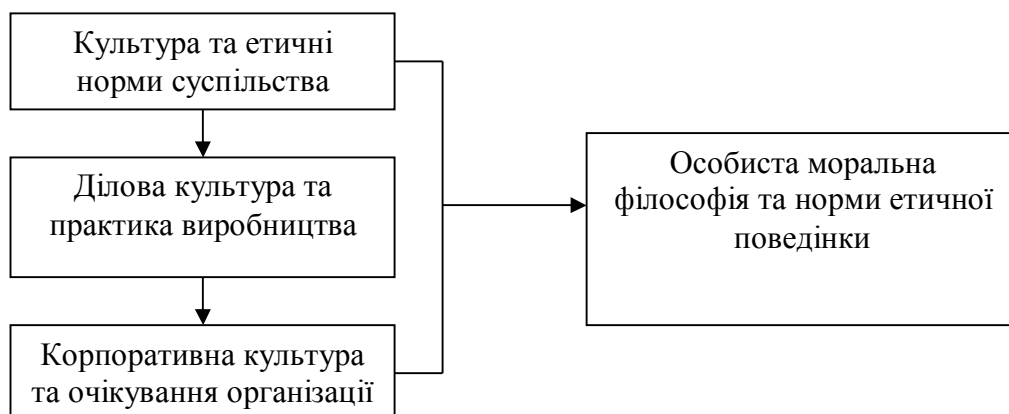 Культура та етичні
норми суспільства
Ділова культура та
практика виробництва
Корпоративна культура
та очікування організації
Особиста моральна
філософія та норми етичної
поведінки